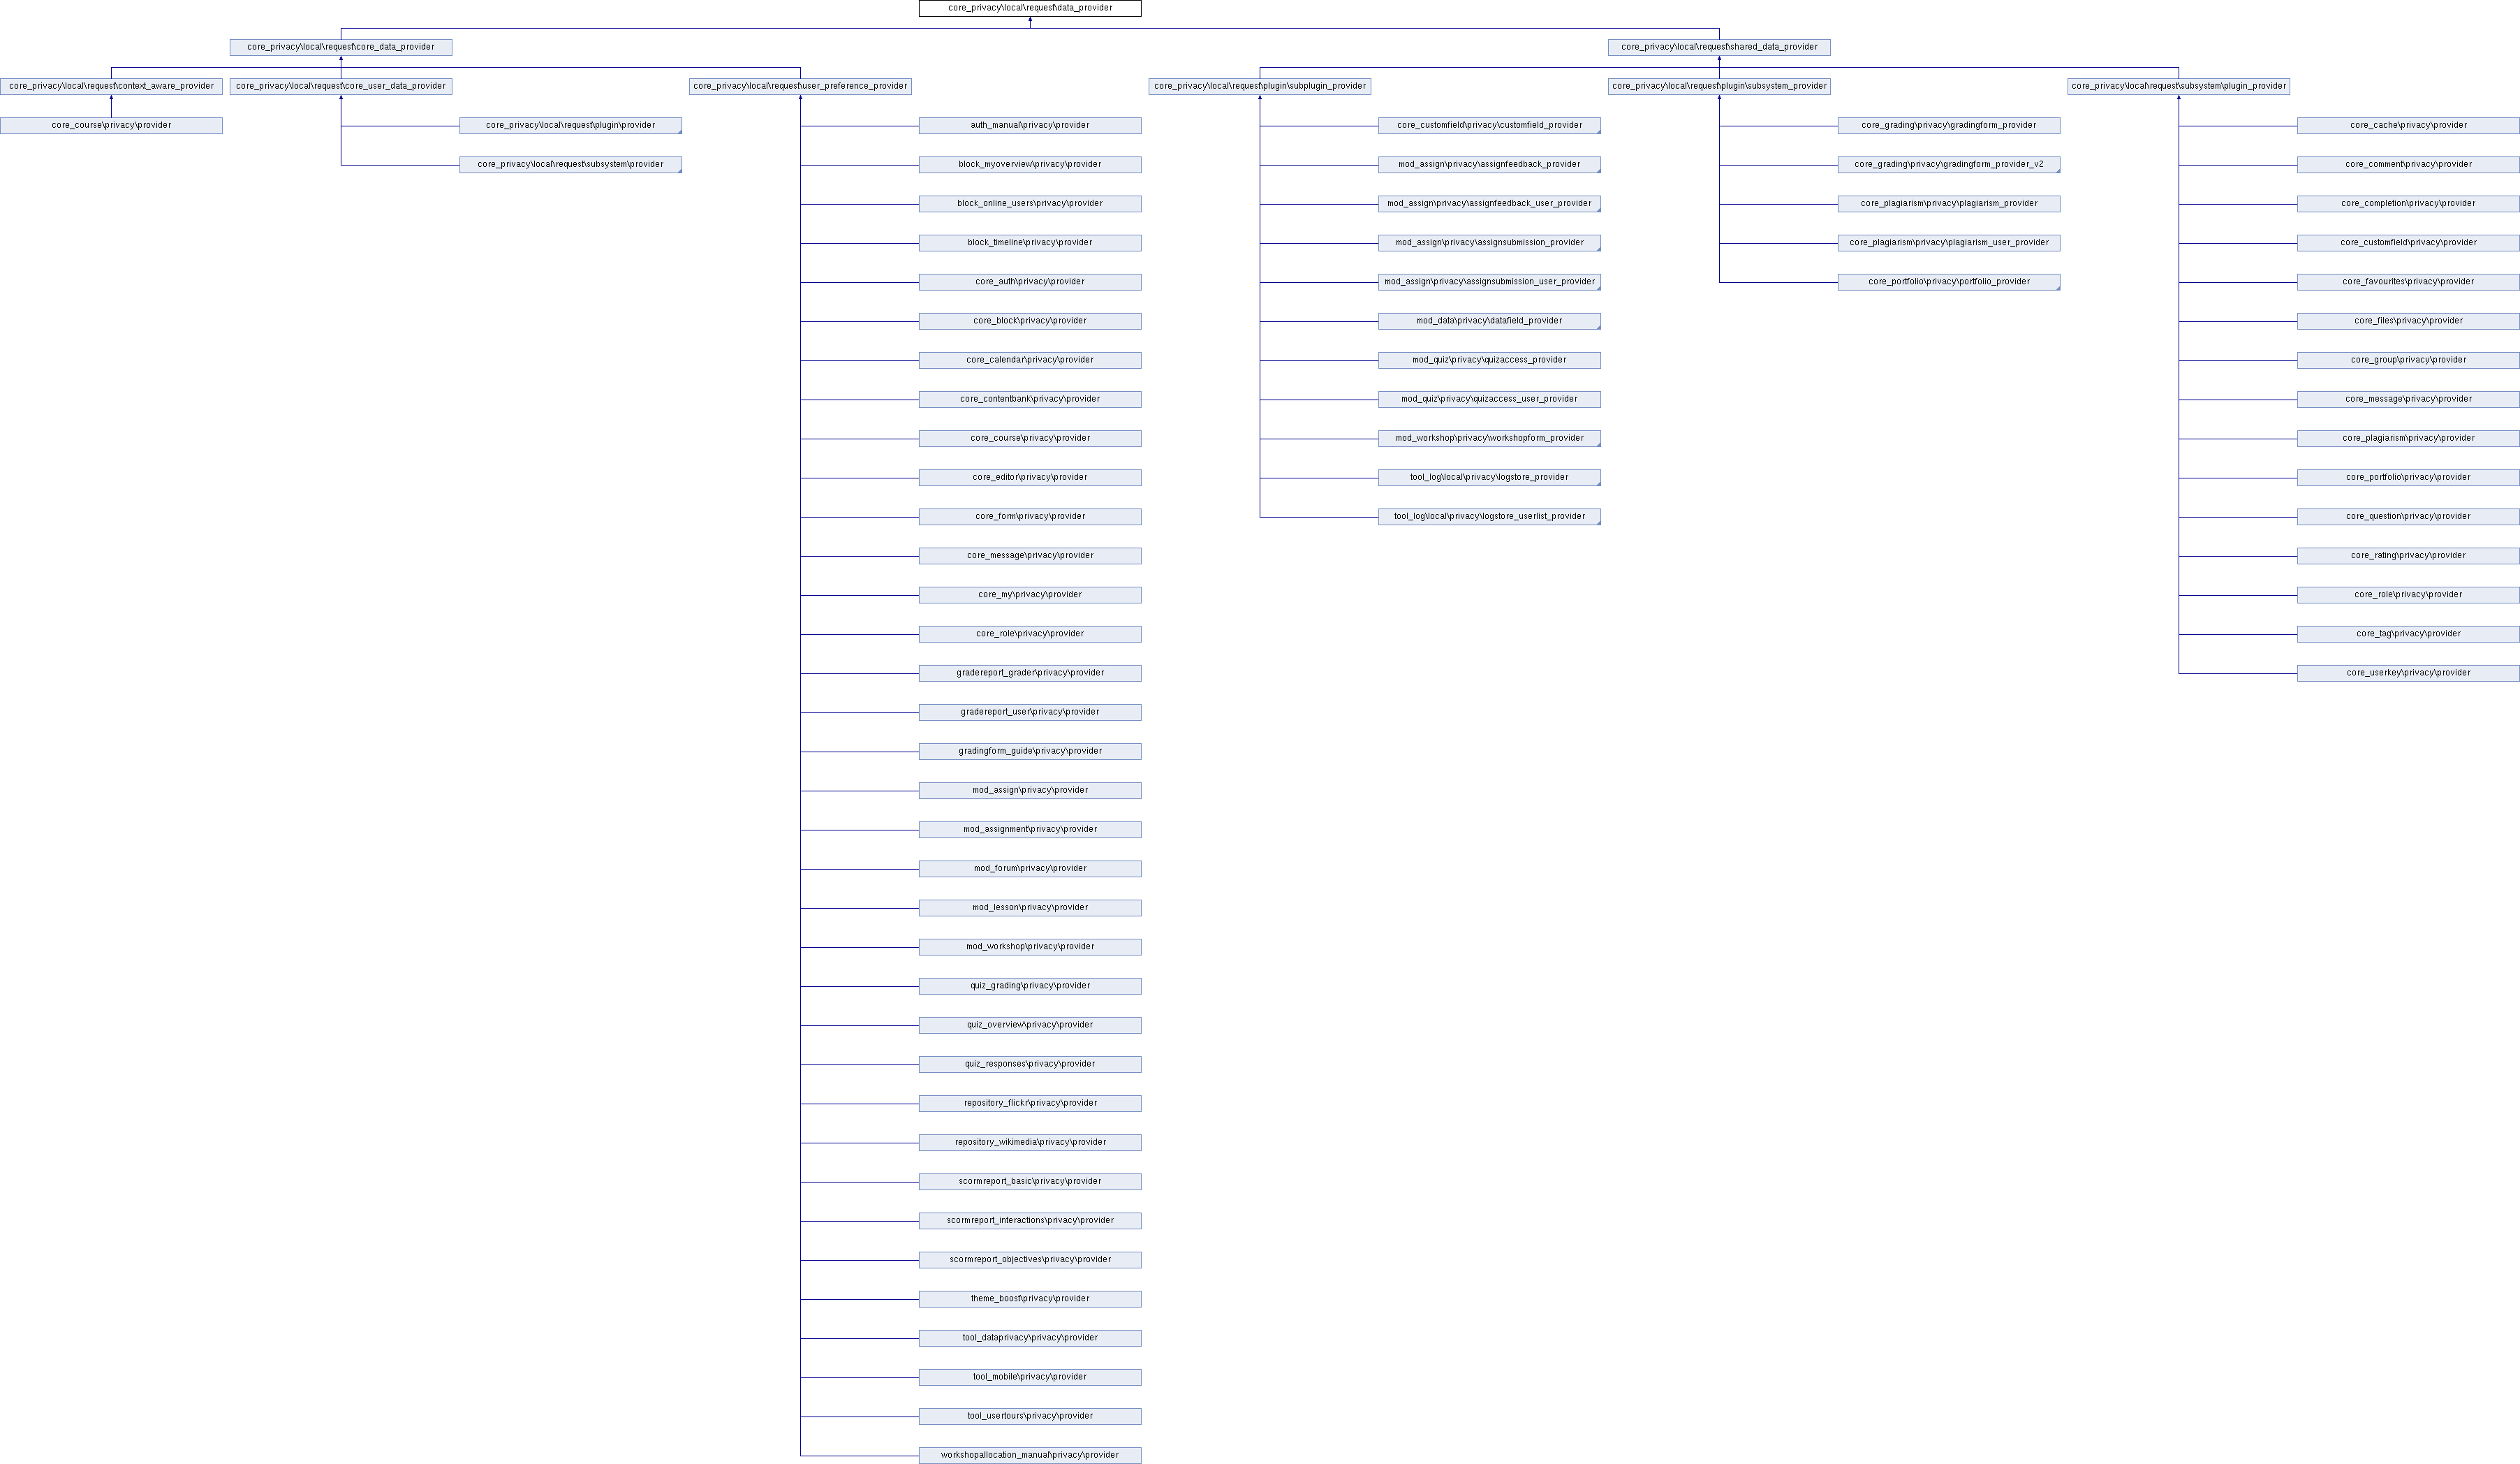 core_privacy\local\request\data_provider
core_privacy\local\request\core_data_provider
core_privacy\local\request\shared_data_provider
core_privacy\local\request\context_aware_provider
core_privacy\local\request\core_user_data_provider
core_privacy\local\request\user_preference_provider
core_privacy\local\request\plugin\subplugin_provider
core_privacy\local\request\plugin\subsystem_provider
core_privacy\local\request\subsystem\plugin_provider
core_course\privacy\provider
core_privacy\local\request\plugin\provider
core_privacy\local\request\subsystem\provider
auth_manual\privacy\provider
block_myoverview\privacy\provider
block_online_users\privacy\provider
block_timeline\privacy\provider
core_auth\privacy\provider
core_block\privacy\provider
core_calendar\privacy\provider
core_contentbank\privacy\provider
core_course\privacy\provider
core_editor\privacy\provider
core_form\privacy\provider
core_message\privacy\provider
core_my\privacy\provider
core_role\privacy\provider
gradereport_grader\privacy\provider
gradereport_user\privacy\provider
gradingform_guide\privacy\provider
mod_assign\privacy\provider
mod_assignment\privacy\provider
mod_forum\privacy\provider
mod_lesson\privacy\provider
mod_workshop\privacy\provider
quiz_grading\privacy\provider
quiz_overview\privacy\provider
quiz_responses\privacy\provider
repository_flickr\privacy\provider
repository_wikimedia\privacy\provider
scormreport_basic\privacy\provider
scormreport_interactions\privacy\provider
scormreport_objectives\privacy\provider
theme_boost\privacy\provider
tool_dataprivacy\privacy\provider
tool_mobile\privacy\provider
tool_usertours\privacy\provider
workshopallocation_manual\privacy\provider
core_customfield\privacy\customfield_provider
mod_assign\privacy\assignfeedback_provider
mod_assign\privacy\assignfeedback_user_provider
mod_assign\privacy\assignsubmission_provider
mod_assign\privacy\assignsubmission_user_provider
mod_data\privacy\datafield_provider
mod_quiz\privacy\quizaccess_provider
mod_quiz\privacy\quizaccess_user_provider
mod_workshop\privacy\workshopform_provider
tool_log\local\privacy\logstore_provider
tool_log\local\privacy\logstore_userlist_provider
core_grading\privacy\gradingform_provider
core_grading\privacy\gradingform_provider_v2
core_plagiarism\privacy\plagiarism_provider
core_plagiarism\privacy\plagiarism_user_provider
core_portfolio\privacy\portfolio_provider
core_cache\privacy\provider
core_comment\privacy\provider
core_completion\privacy\provider
core_customfield\privacy\provider
core_favourites\privacy\provider
core_files\privacy\provider
core_group\privacy\provider
core_message\privacy\provider
core_plagiarism\privacy\provider
core_portfolio\privacy\provider
core_question\privacy\provider
core_rating\privacy\provider
core_role\privacy\provider
core_tag\privacy\provider
core_userkey\privacy\provider